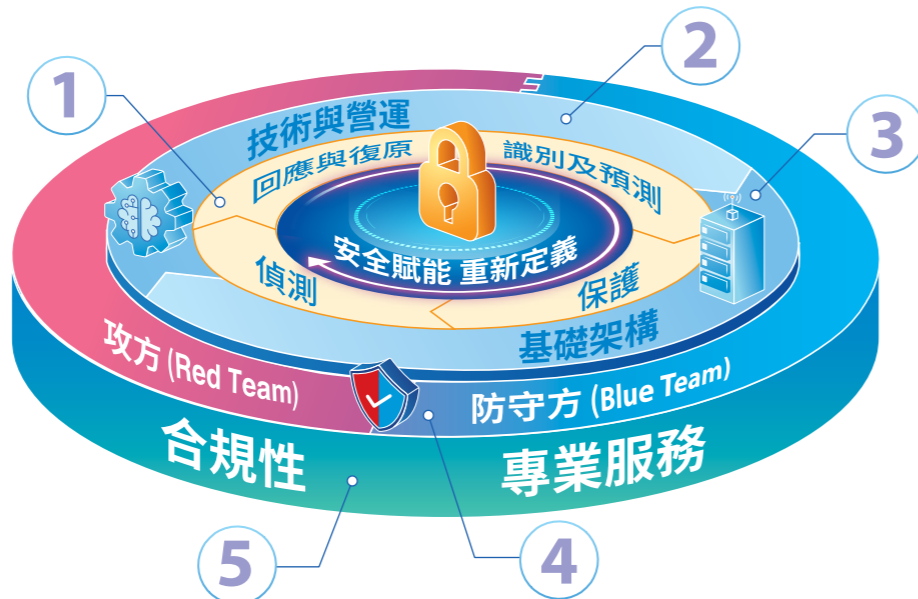 1
2
3
技術與營運
回應與復原
識別及預測
安全賦能 重新定義
偵測
保護
基礎架構
攻方 (Red Team)
防守方 (Blue Team)
合規性
專業服務
5
4